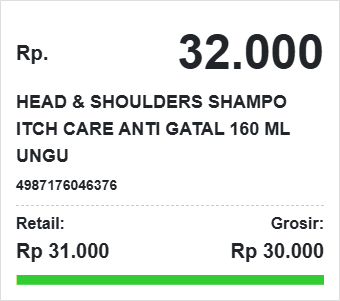 Rp. 32.000
HEAD & SHOULDERS SHAMPO
ITCH CARE ANTI GATAL 160 ML
UNGU
4987176046376
Retail: Grosir:
Rp 31.000 Rp 30.000